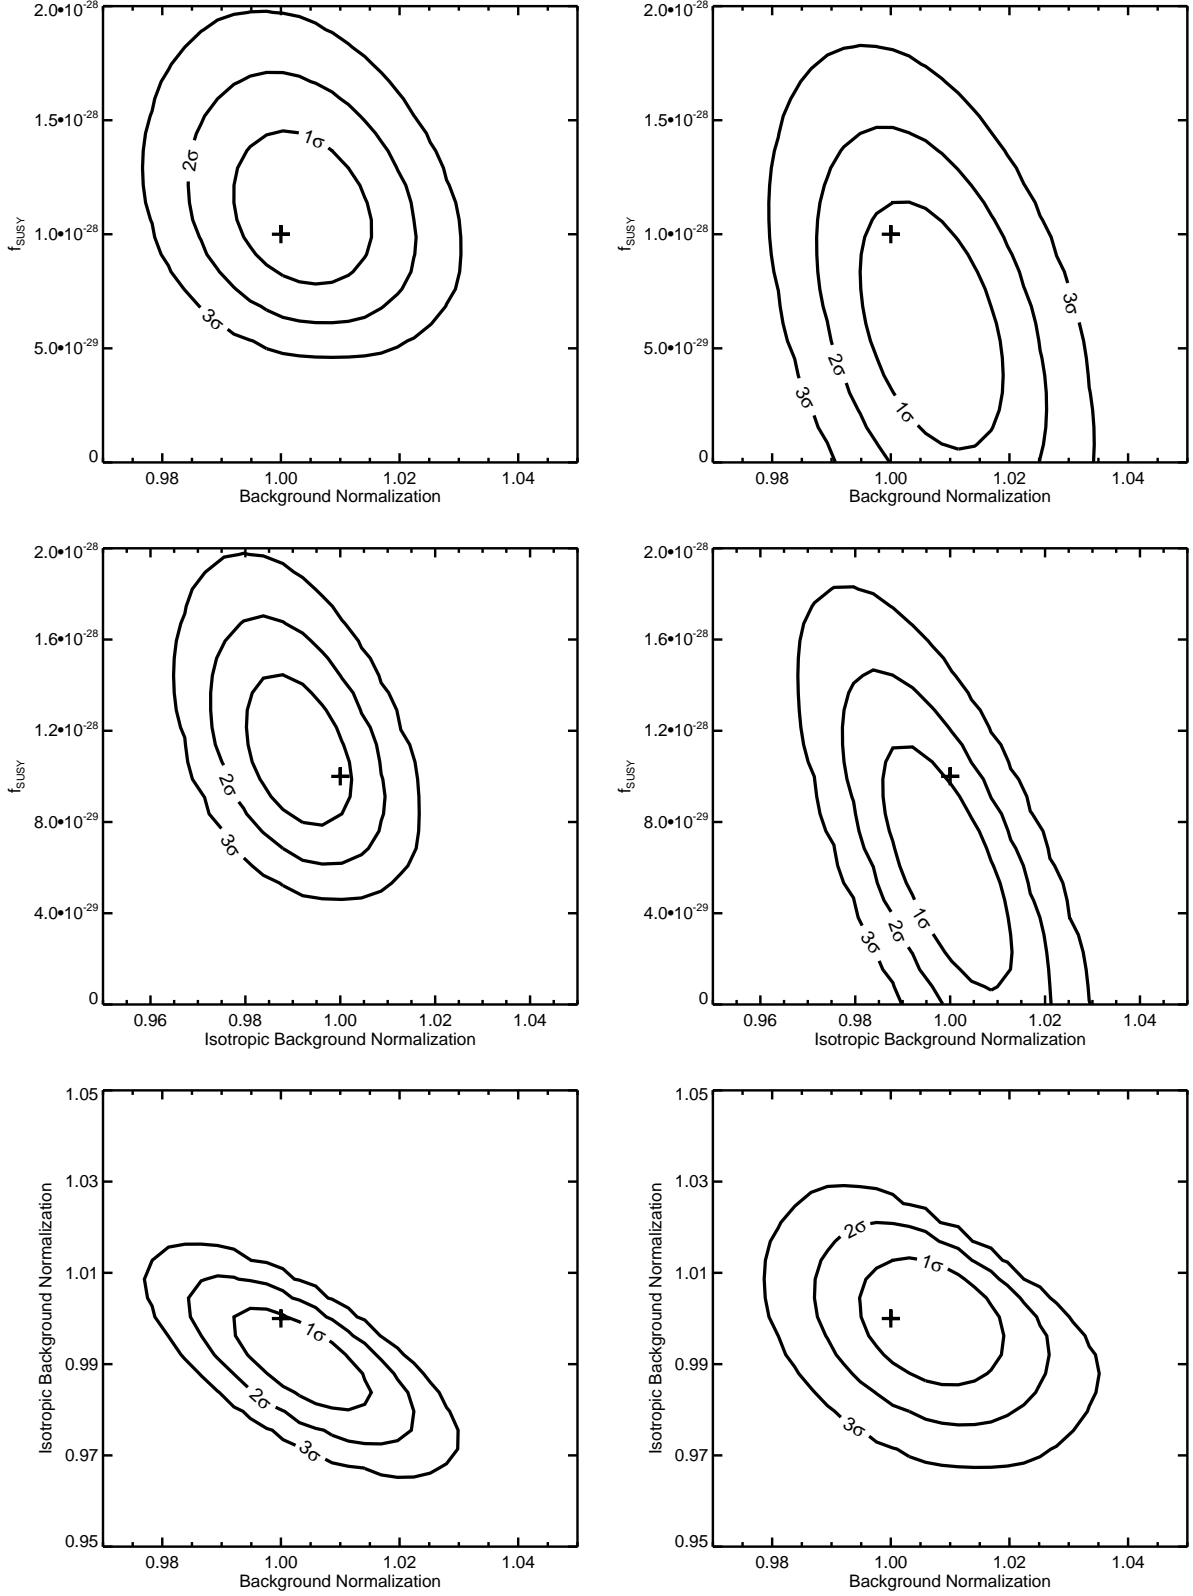 2.0•10⁻²⁸
1.5•10⁻²⁸
1.0•10⁻²⁸
5.0•10⁻²⁹
0
f_SUSY
1σ
2σ
3σ
0.98 1.00 1.02 1.04
Background Normalization
2.0•10⁻²⁸
1.5•10⁻²⁸
1.0•10⁻²⁸
5.0•10⁻²⁹
0
f_SUSY
3σ
2σ
3σ
1σ
0.98 1.00 1.02 1.04
Background Normalization
2.0•10⁻²⁸
1.6•10⁻²⁸
1.2•10⁻²⁸
8.0•10⁻²⁹
4.0•10⁻²⁹
0
f_SUSY
2σ
3σ
0.96 0.98 1.00 1.02 1.04
Isotropic Background Normalization
2.0•10⁻²⁸
1.6•10⁻²⁸
1.2•10⁻²⁸
8.0•10⁻²⁹
4.0•10⁻²⁹
0
f_SUSY
1σ
2σ
3σ
0.96 0.98 1.00 1.02 1.04
Isotropic Background Normalization
1.05
1.03
1.01
0.99
0.97
0.95
Isotropic Background Normalization
1σ
2σ
3σ
0.98 1.00 1.02 1.04
Background Normalization
1.05
1.03
1.01
0.99
0.97
0.95
Isotropic Background Normalization
2σ
1σ
3σ
0.98 1.00 1.02 1.04
Background Normalization